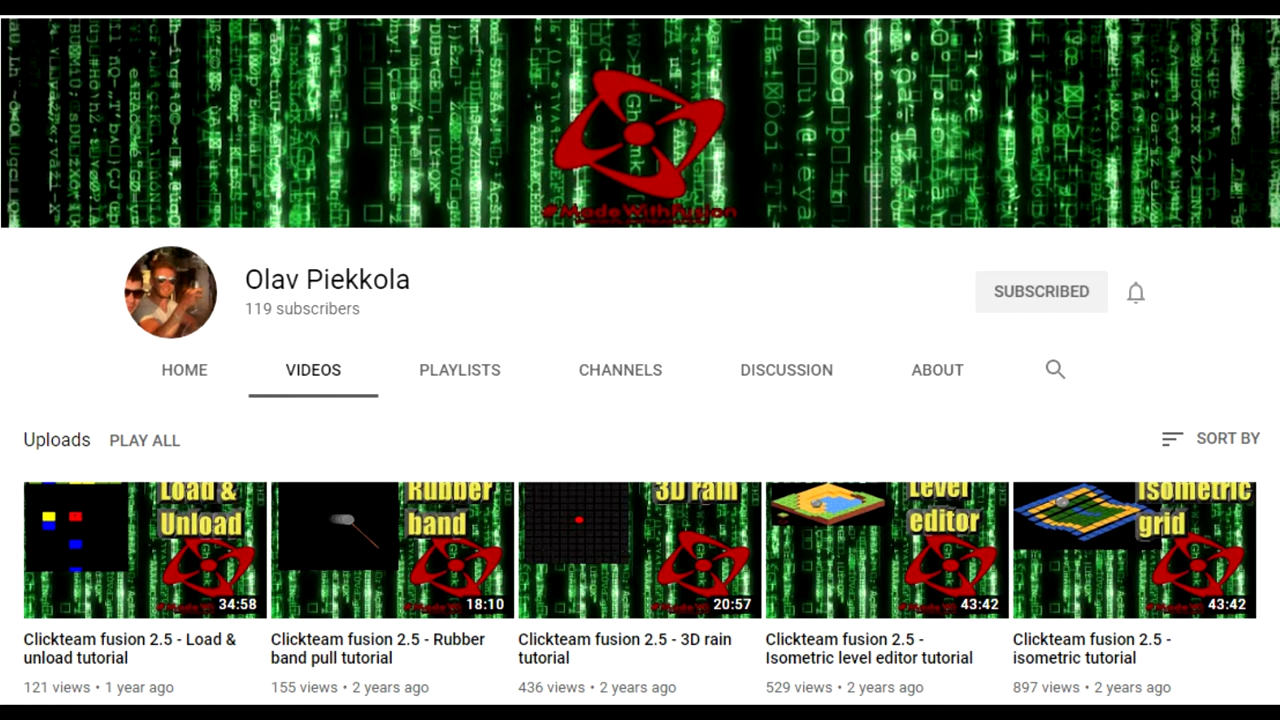 #MadeWithFusion
Olav Piekkola
119 subscribers
SUBSCRIBED
HOME VIDEOS PLAYLISTS CHANNELS DISCUSSION ABOUT
Uploads PLAY ALL SORT BY
Load & Rubber 3D rain Level Isometric
Unload band editor grid
34:58 18:10 20:57 43:42 43:42
Clickteam fusion 2.5 - Load & Clickteam fusion 2.5 - Rubber Clickteam fusion 2.5 - 3D rain Clickteam fusion 2.5 - Clickteam fusion 2.5 -
unload tutorial band pull tutorial tutorial Isometric level editor tutorial isometric tutorial
121 views • 1 year ago 155 views • 2 years ago 436 views • 2 years ago 529 views • 2 years ago 897 views • 2 years ago